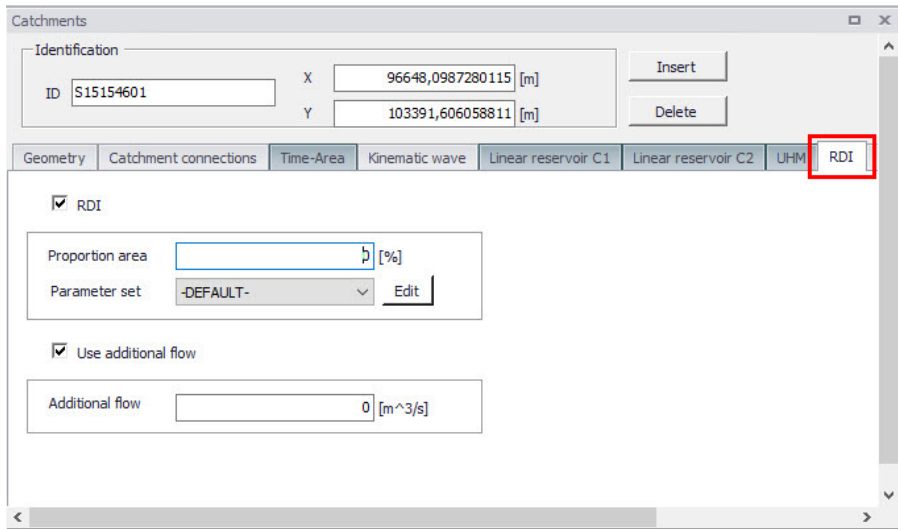 Catchments
Identification
ID S15154601
X 96648,0987280115 [m]
Y 103391,606058811 [m]
Insert
Delete
Geometry Catchment connections Time-Area Kinematic wave Linear reservoir C1 Linear reservoir C2 UHM RDI
RDI
Proportion area 0 [%]
Parameter set -DEFAULT- Edit
Use additional flow
Additional flow 0 [m^3/s]